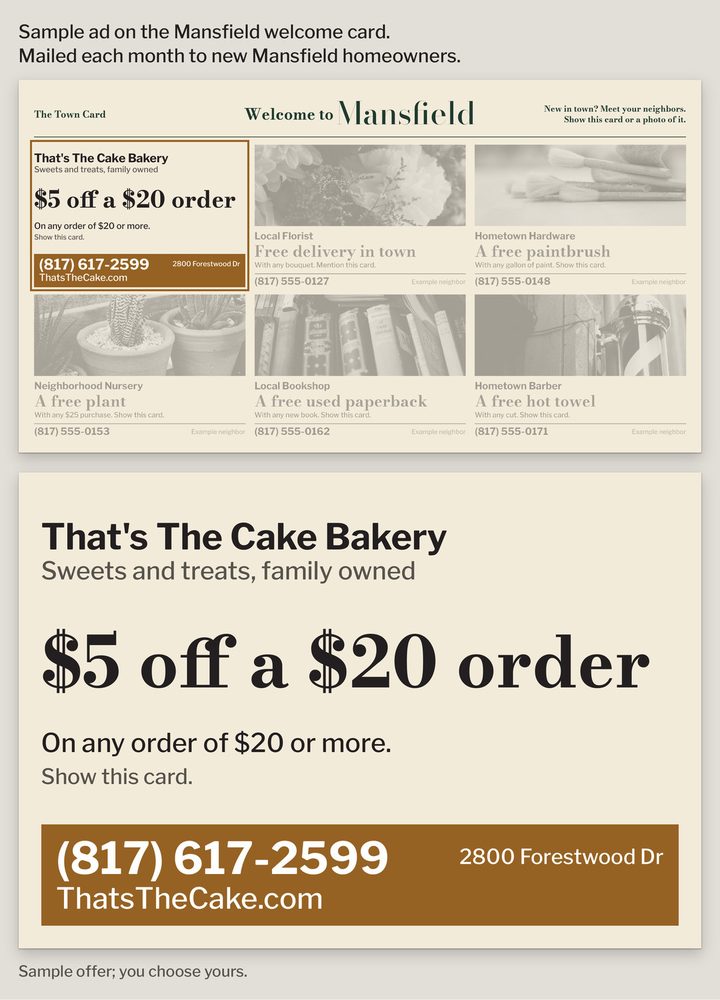 Sample ad on the Mansfield welcome card.
Mailed each month to new Mansfield homeowners.
The Town Card
Welcome to Mansfield
New in town? Meet your neighbors.
Show this card or a photo of it.
That's The Cake Bakery
Sweets and treats, family owned
$5 off a $20 order
On any order of $20 or more.
Show this card.
(817) 617-2599
2800 Forestwood Dr
ThatsTheCake.com
Local Florist
Free delivery in town
With any bouquet. Mention this card.
(817) 555-0127
Example neighbor
Hometown Hardware
A free paintbrush
With any gallon of paint. Show this card.
(817) 555-0148
Example neighbor
Neighborhood Nursery
A free plant
With any $25 purchase. Show this card.
(817) 555-0153
Example neighbor
Local Bookshop
A free used paperback
With any new book. Show this card.
(817) 555-0162
Example neighbor
Hometown Barber
A free hot towel
With any cut. Show this card.
(817) 555-0171
Example neighbor
That's The Cake Bakery
Sweets and treats, family owned
$5 off a $20 order
On any order of $20 or more.
Show this card.
(817) 617-2599
2800 Forestwood Dr
ThatsTheCake.com
Sample offer; you choose yours.